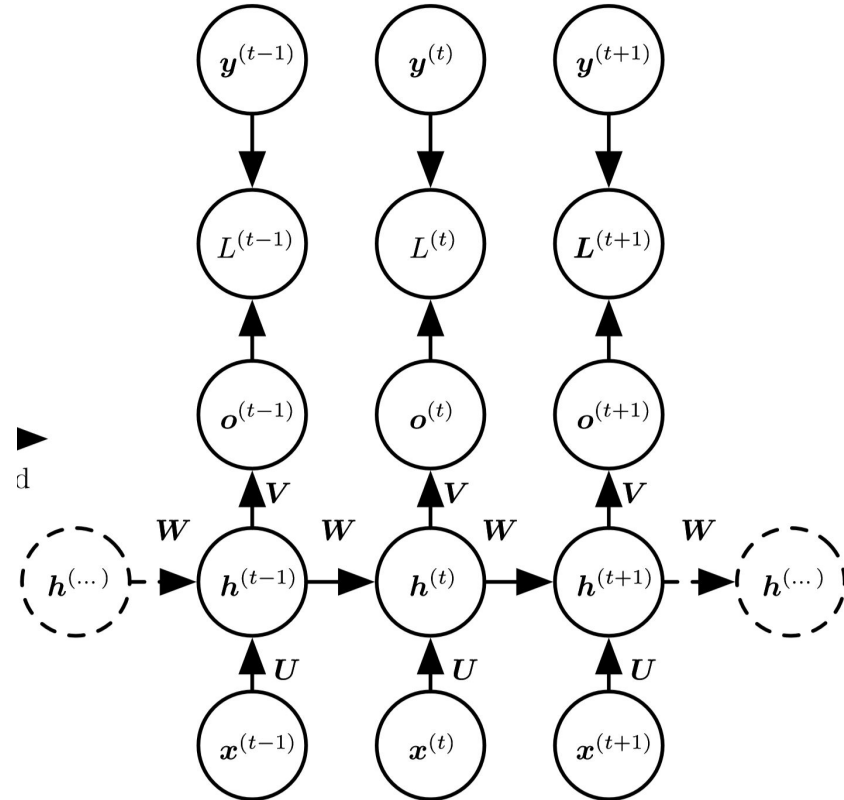 y^(t−1) y^(t) y^(t+1)
L^(t−1) L^(t) L^(t+1)
o^(t−1) o^(t) o^(t+1)
d
V V V
W W W W
h^(...) h^(t−1) h^(t) h^(t+1) h^(...)
U U U
x^(t−1) x^(t) x^(t+1)